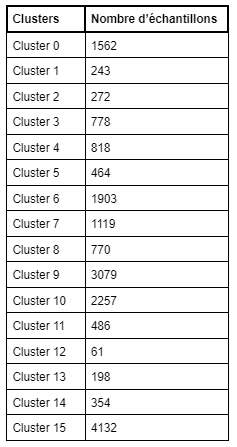 Clusters Nombre d'échantillons
Cluster 0 1562
Cluster 1 243
Cluster 2 272
Cluster 3 778
Cluster 4 818
Cluster 5 464
Cluster 6 1903
Cluster 7 1119
Cluster 8 770
Cluster 9 3079
Cluster 10 2257
Cluster 11 486
Cluster 12 61
Cluster 13 198
Cluster 14 354
Cluster 15 4132